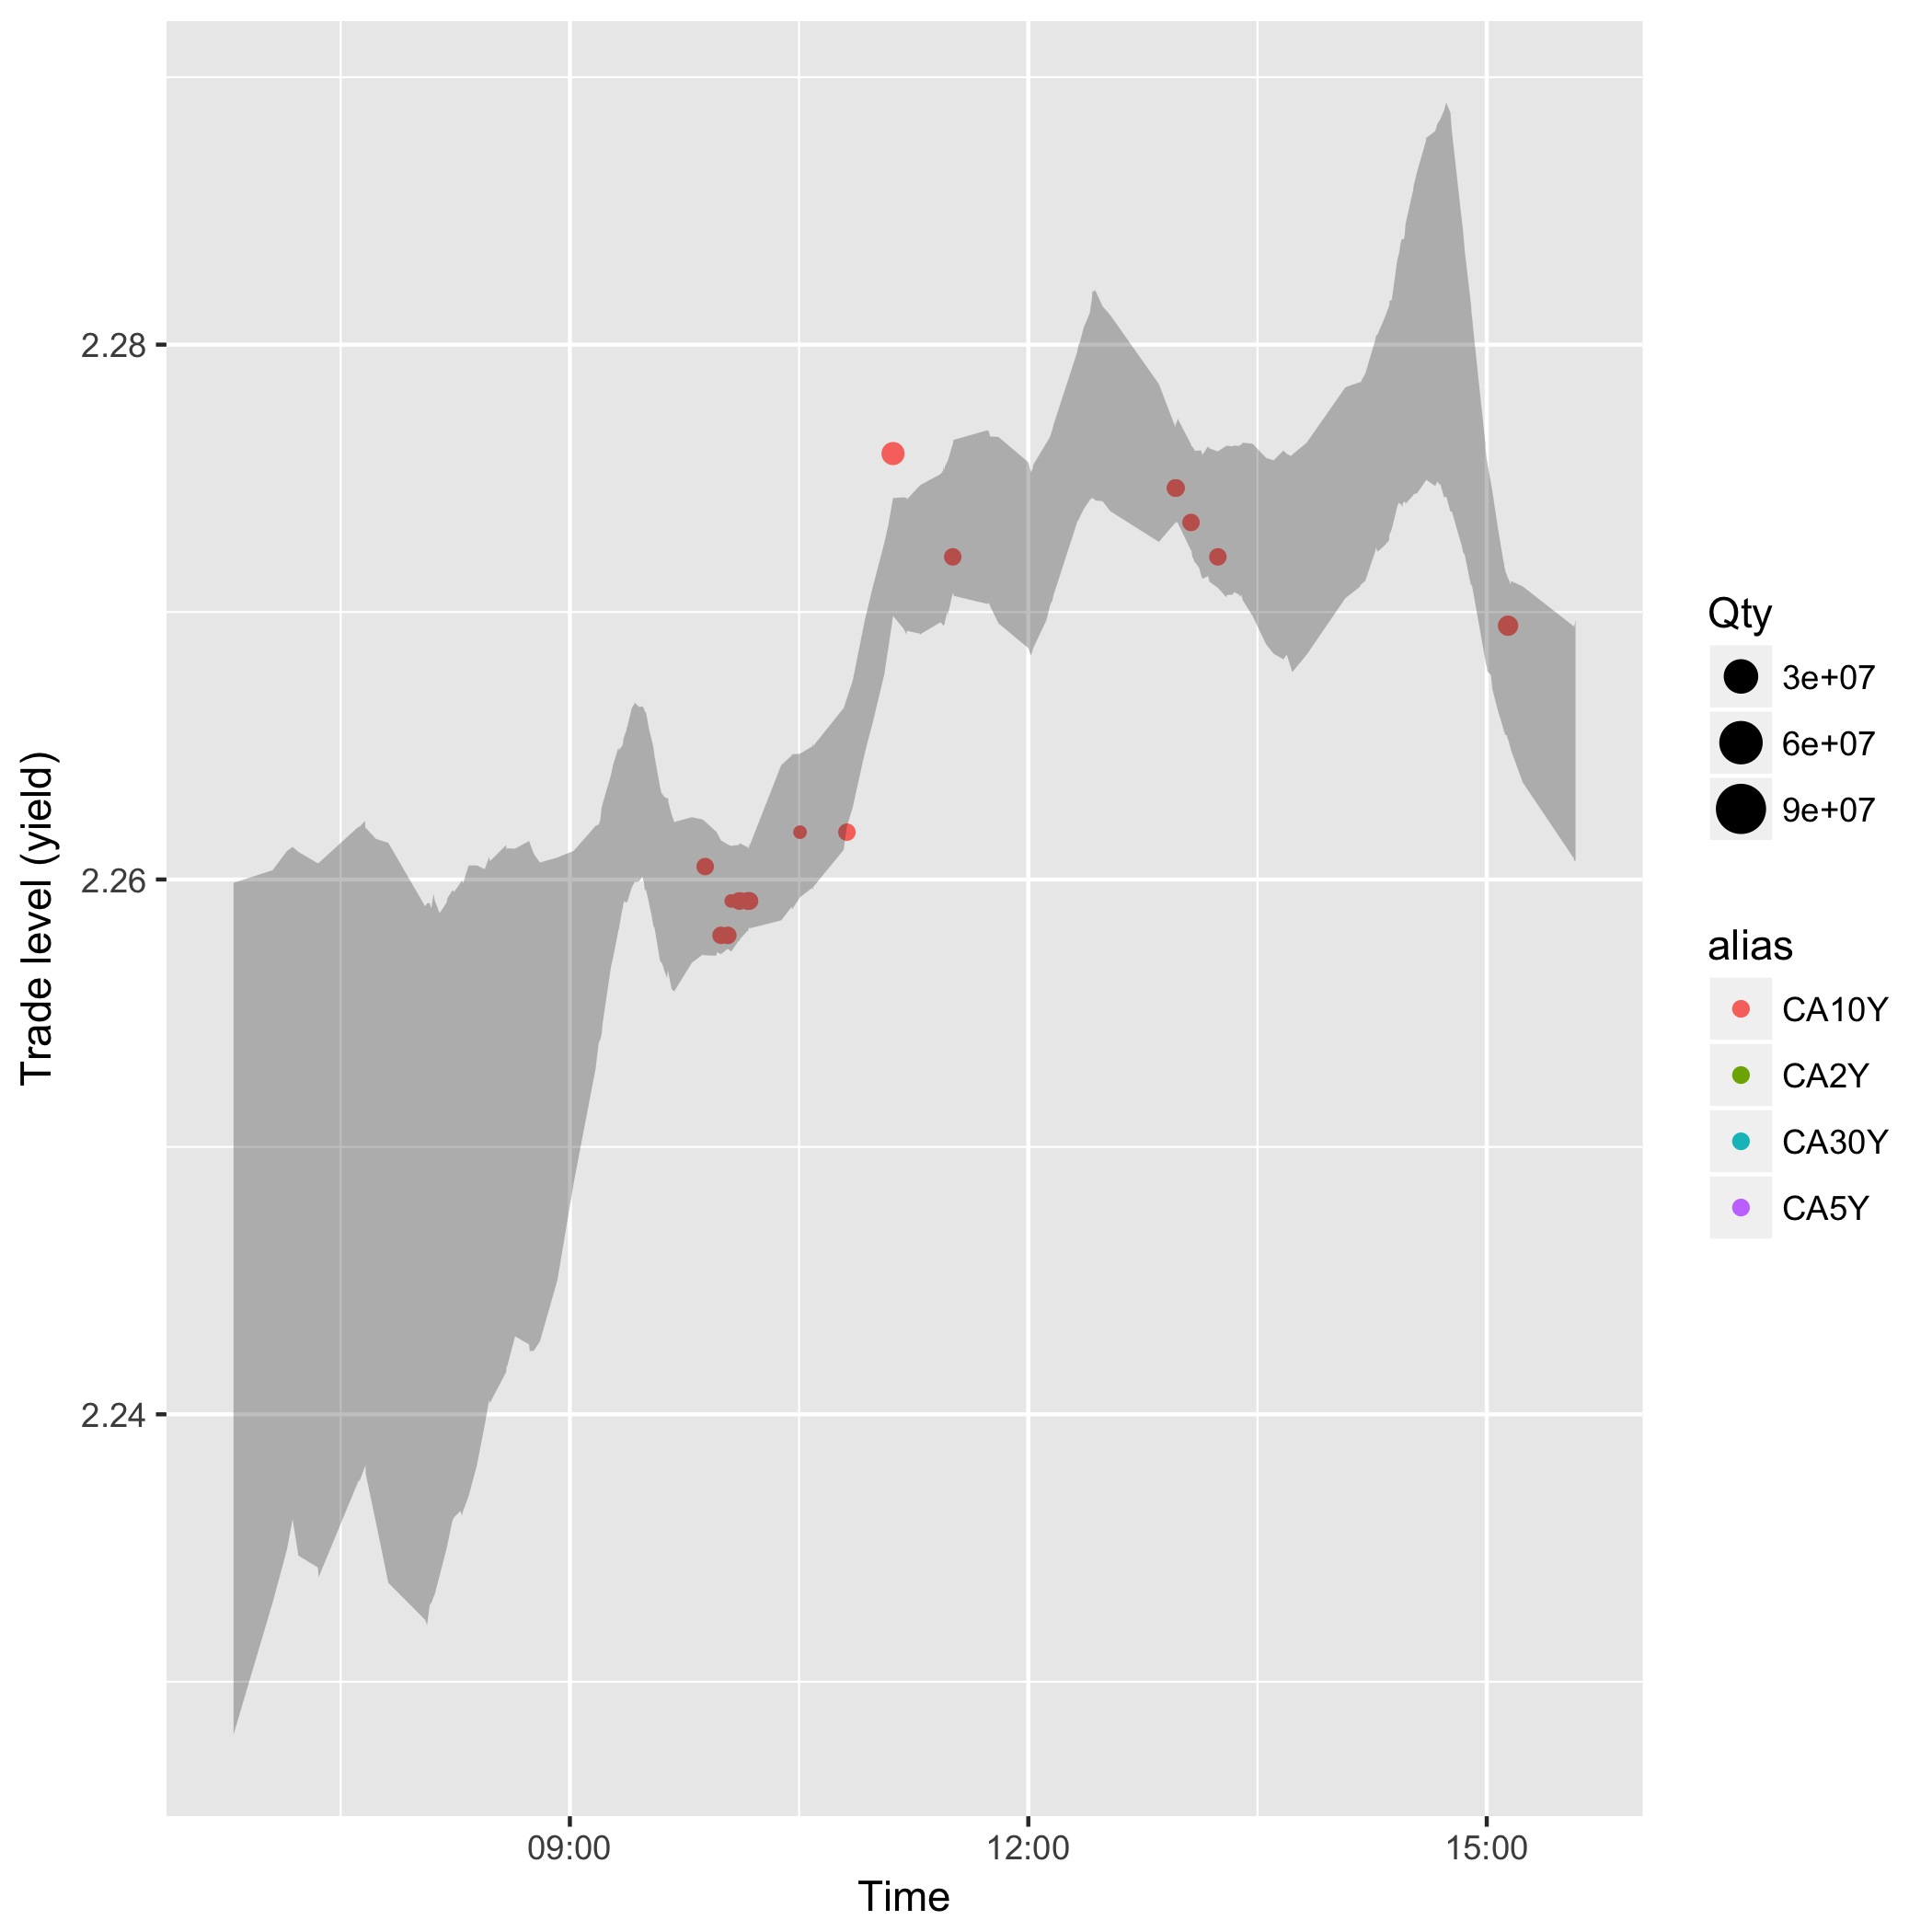 Trade level (yield)
2.28
2.26
2.24
09:00
12:00
15:00
Time
Qty
3e+07
6e+07
9e+07
alias
CA10Y
CA2Y
CA30Y
CA5Y